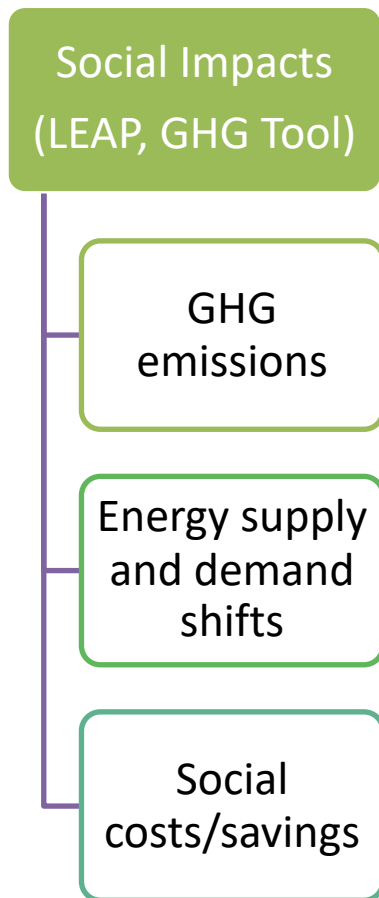 Social Impacts
(LEAP, GHG Tool)
GHG
emissions
Energy supply
and demand
shifts
Social
costs/savings